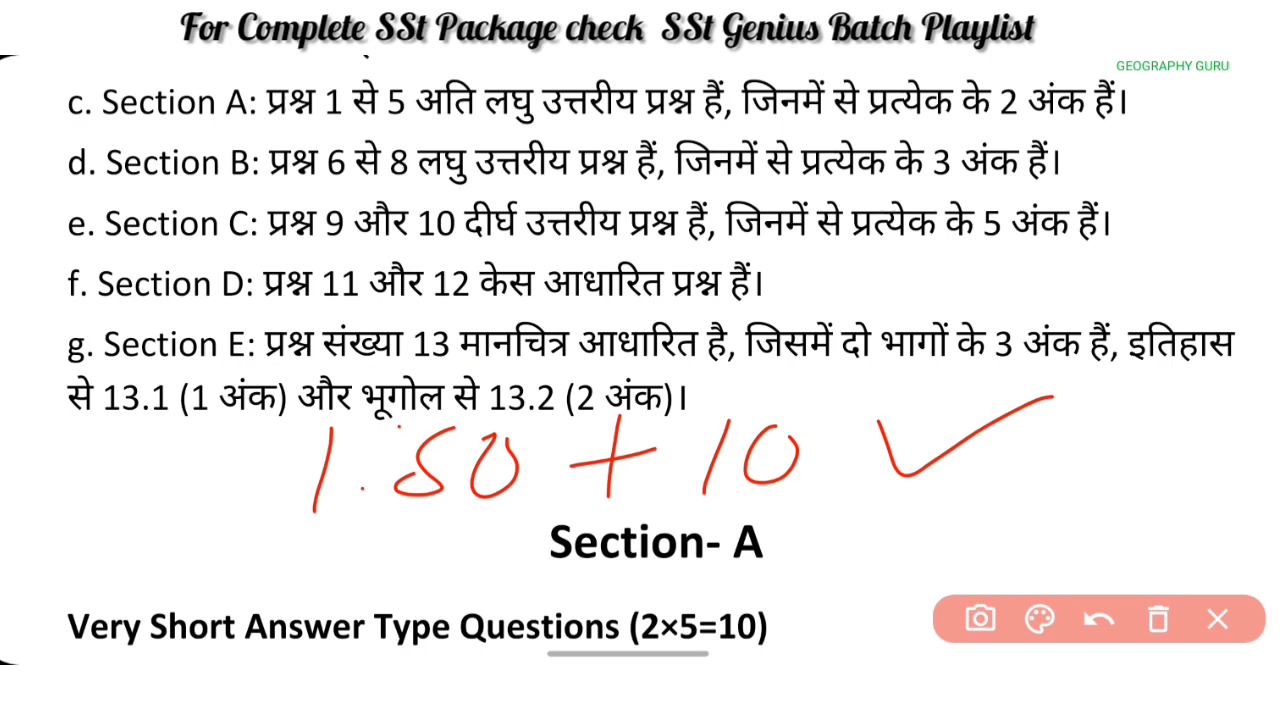 For Complete SSt Package check SSt Genius Batch Playlist
GEOGRAPHY GURU
c. Section A: प्रश्न 1 से 5 अति लघु उत्तरीय प्रश्न हैं, जिनमें से प्रत्येक के 2 अंक हैं।
d. Section B: प्रश्न 6 से 8 लघु उत्तरीय प्रश्न हैं, जिनमें से प्रत्येक के 3 अंक हैं।
e. Section C: प्रश्न 9 और 10 दीर्घ उत्तरीय प्रश्न हैं, जिनमें से प्रत्येक के 5 अंक हैं।
f. Section D: प्रश्न 11 और 12 केस आधारित प्रश्न हैं।
g. Section E: प्रश्न संख्या 13 मानचित्र आधारित है, जिसमें दो भागों के 3 अंक हैं, इतिहास
से 13.1 (1 अंक) और भूगोल से 13.2 (2 अंक)।
1.50 + 10
Section- A
Very Short Answer Type Questions (2×5=10)